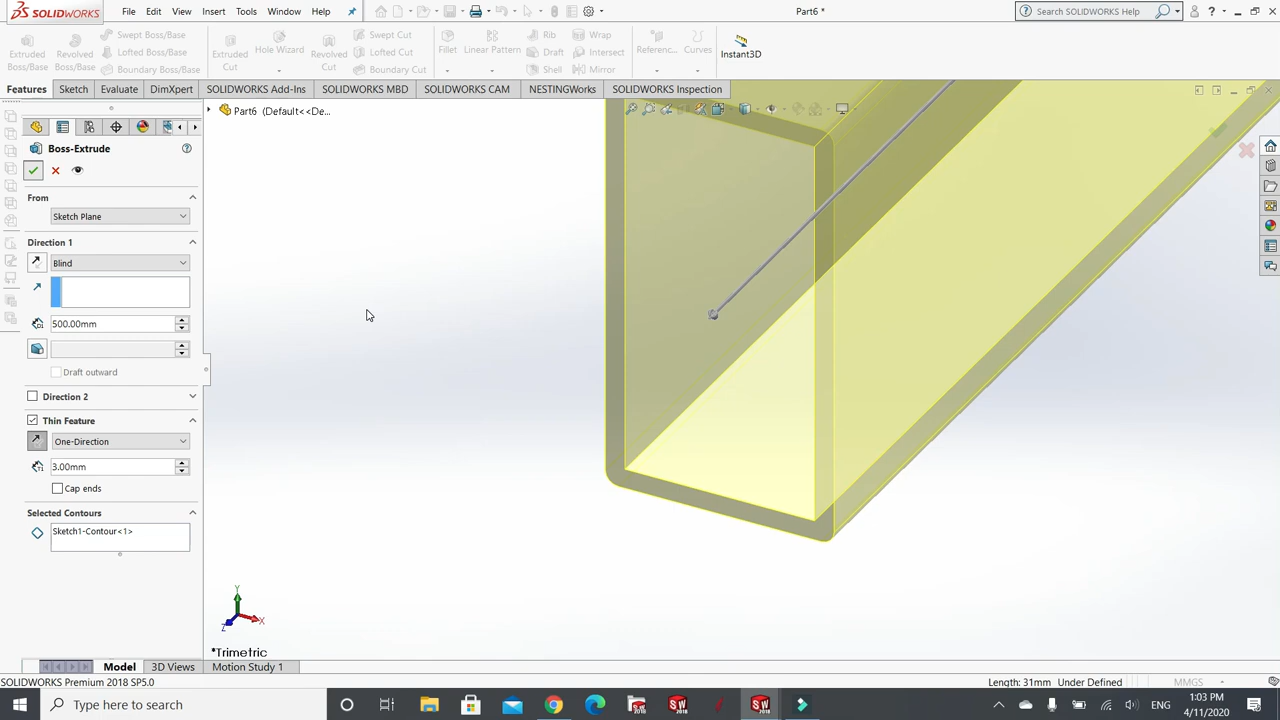 SOLIDWORKS
File Edit View Insert Tools Window Help
Part6 *
Search SOLIDWORKS Help
Extruded Boss/Base
Revolved Boss/Base
Swept Boss/Base
Lofted Boss/Base
Boundary Boss/Base
Extruded Cut
Hole Wizard
Revolved Cut
Swept Cut
Lofted Cut
Boundary Cut
Fillet
Linear Pattern
Rib
Draft
Shell
Wrap
Intersect
Mirror
Referenc...
Curves
Instant3D
Features Sketch Evaluate DimXpert SOLIDWORKS Add-Ins SOLIDWORKS MBD SOLIDWORKS CAM NESTINGWorks SOLIDWORKS Inspection
Part6 (Default<<De...
Boss-Extrude
From
Sketch Plane
Direction 1
Blind
500.00mm
Draft outward
Direction 2
Thin Feature
One-Direction
3.00mm
Cap ends
Selected Contours
Sketch1-Contour<1>
Y
X
Z
*Trimetric
Model 3D Views Motion Study 1
SOLIDWORKS Premium 2018 SP5.0
Length: 31mm Under Defined MMGS
Type here to search
ENG
1:03 PM
4/11/2020